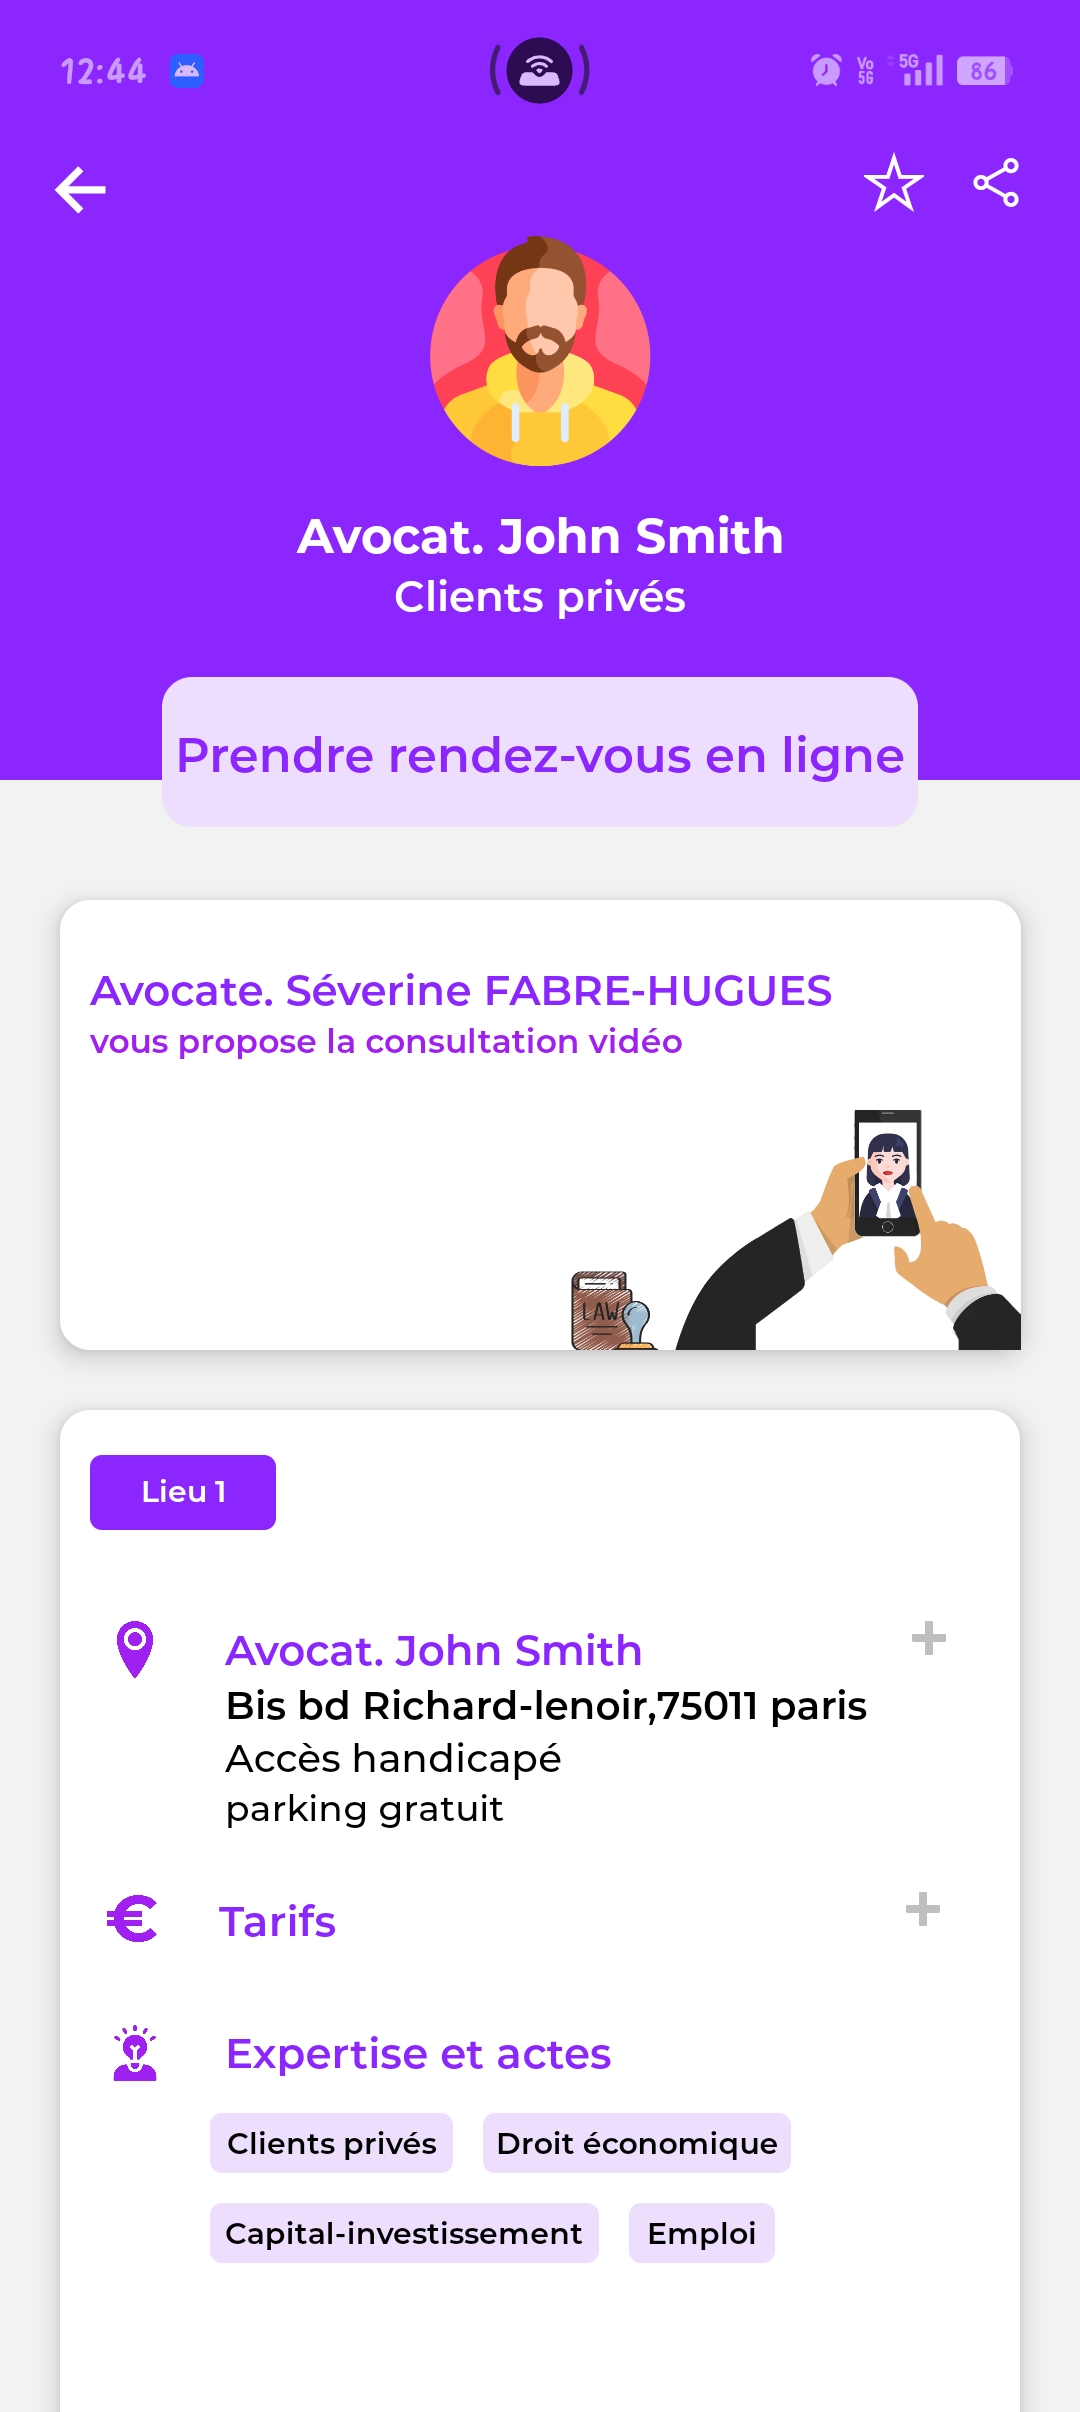 12:44
Vo
5G
5G
86
Avocat. John Smith
Clients privés
Prendre rendez-vous en ligne
Avocate. Séverine FABRE-HUGUES
vous propose la consultation vidéo
LAW
Lieu 1
Avocat. John Smith
Bis bd Richard-lenoir,75011 paris
Accès handicapé
parking gratuit
Tarifs
Expertise et actes
Clients privés
Droit économique
Capital-investissement
Emploi